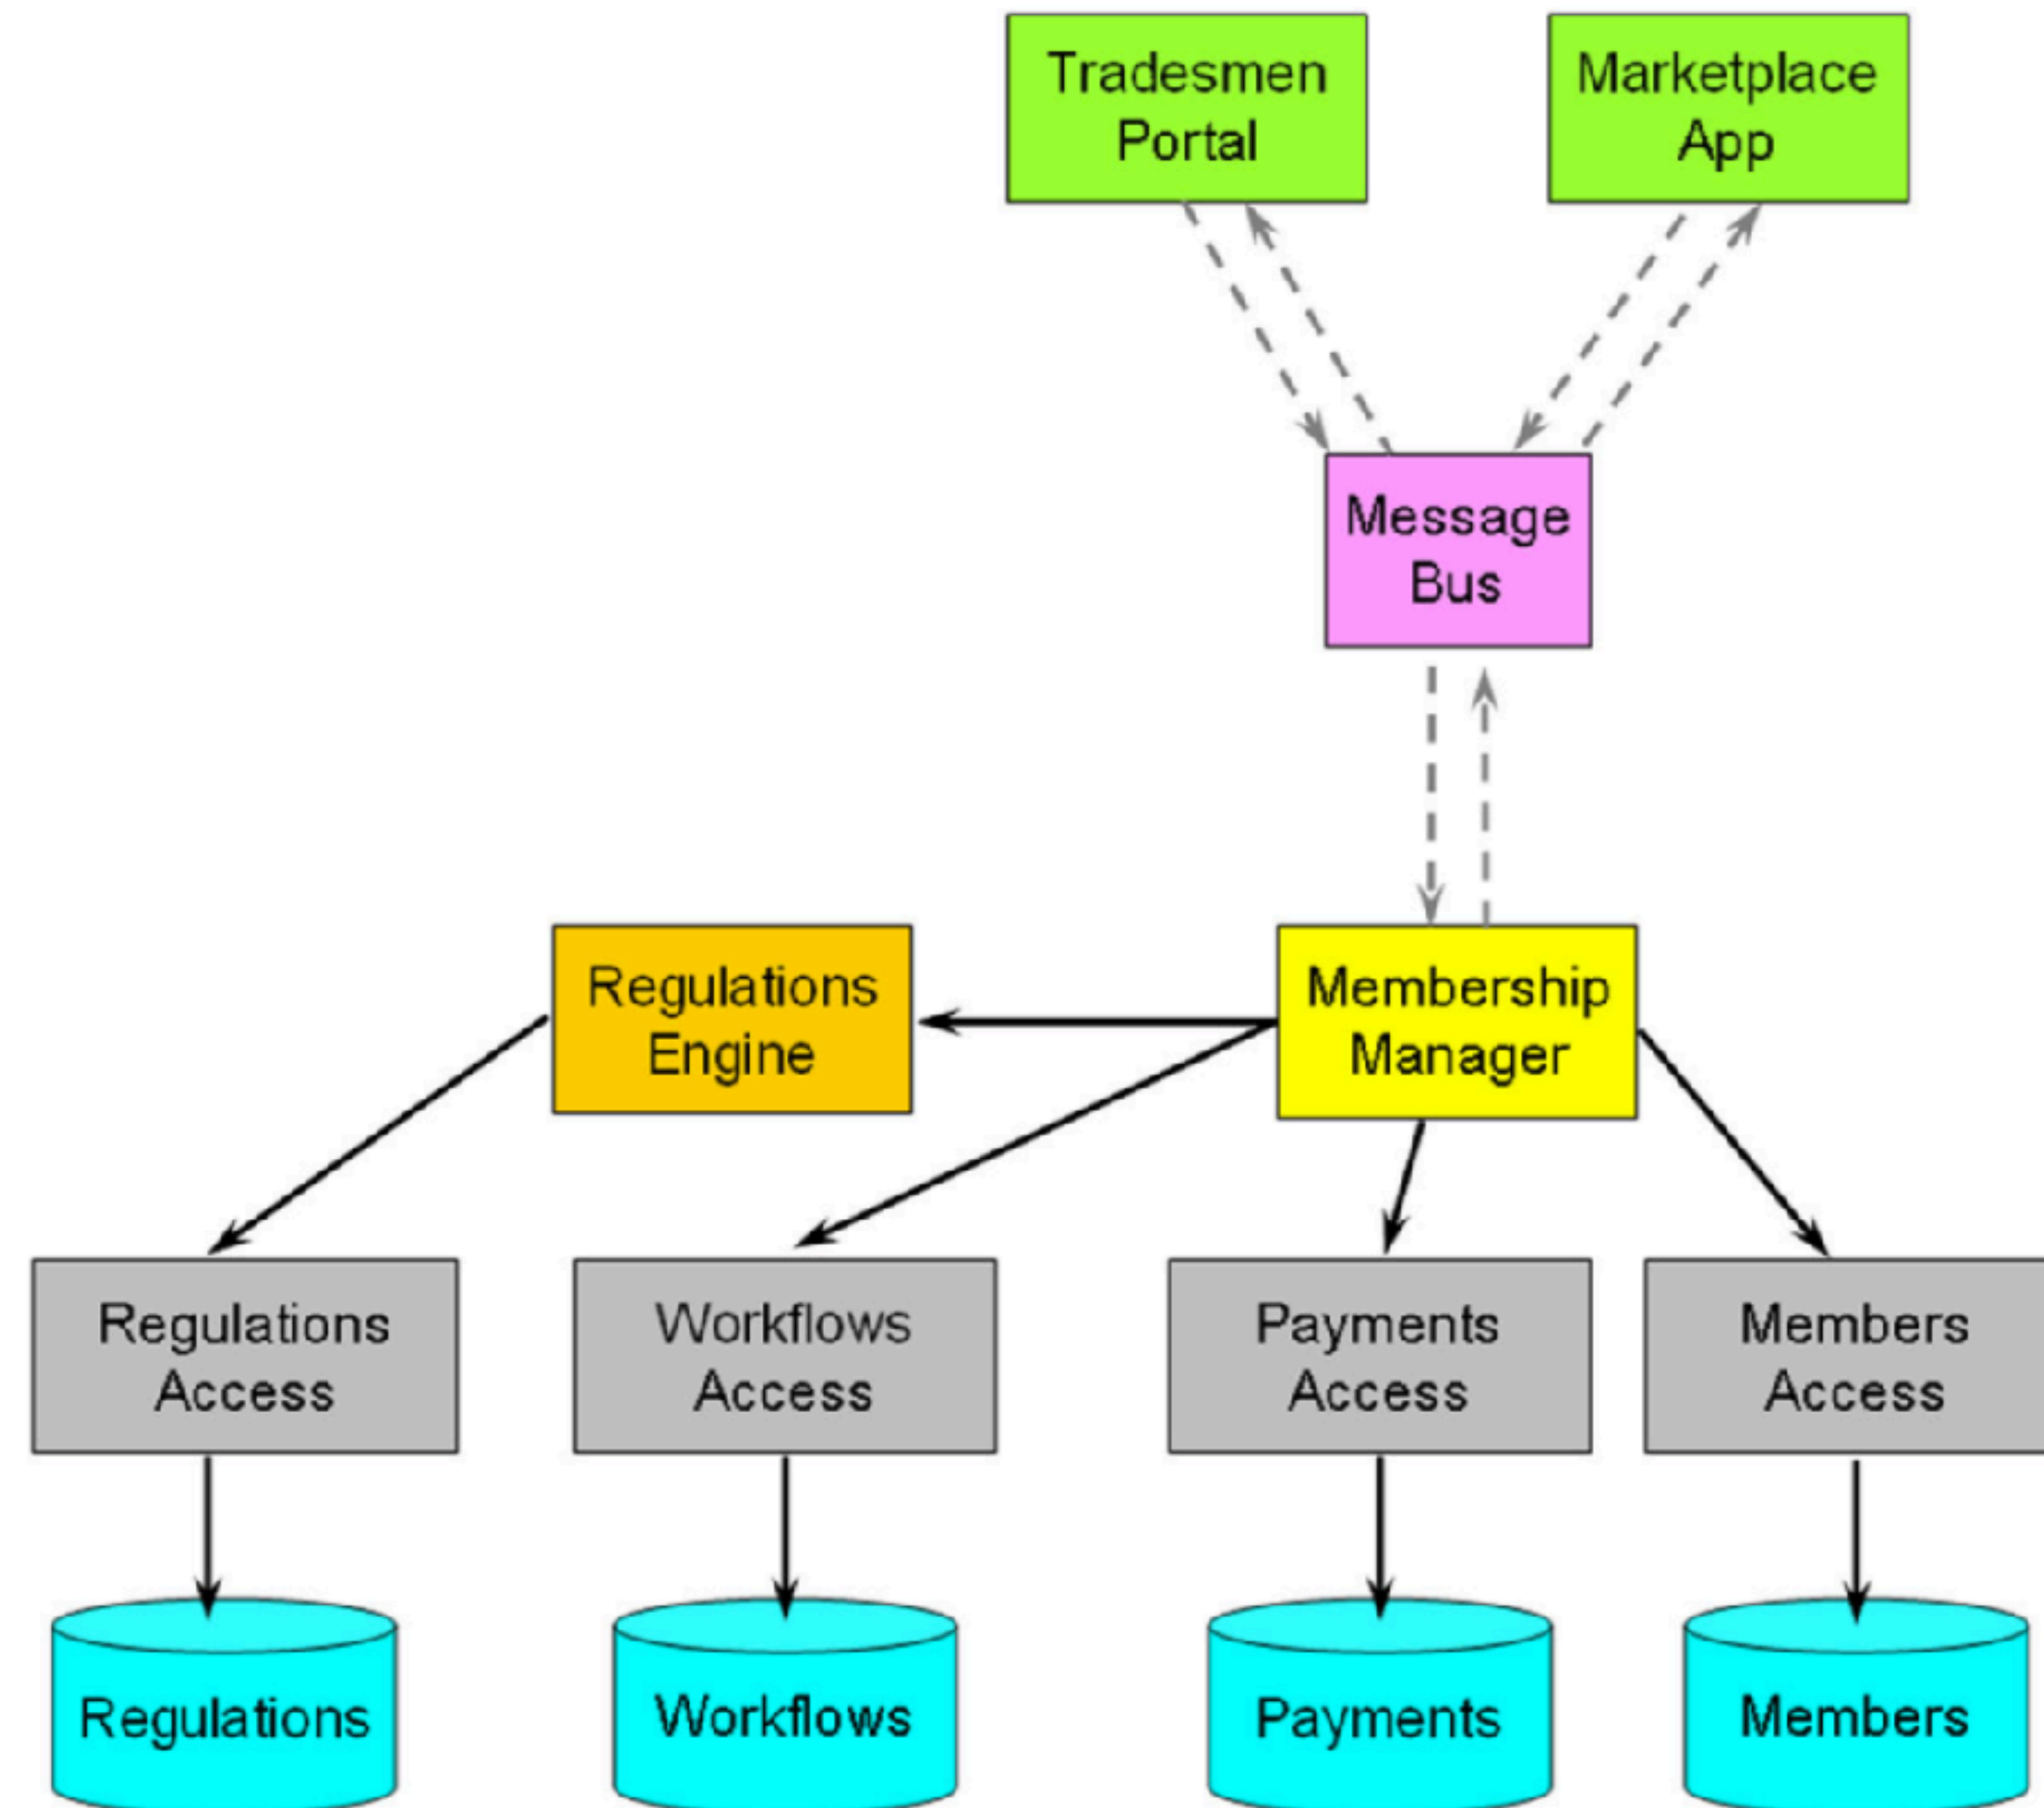 Tradesmen
Portal
Marketplace
App
Message
Bus
Regulations
Engine
Membership
Manager
Regulations
Access
Workflows
Access
Payments
Access
Members
Access
Regulations
Workflows
Payments
Members